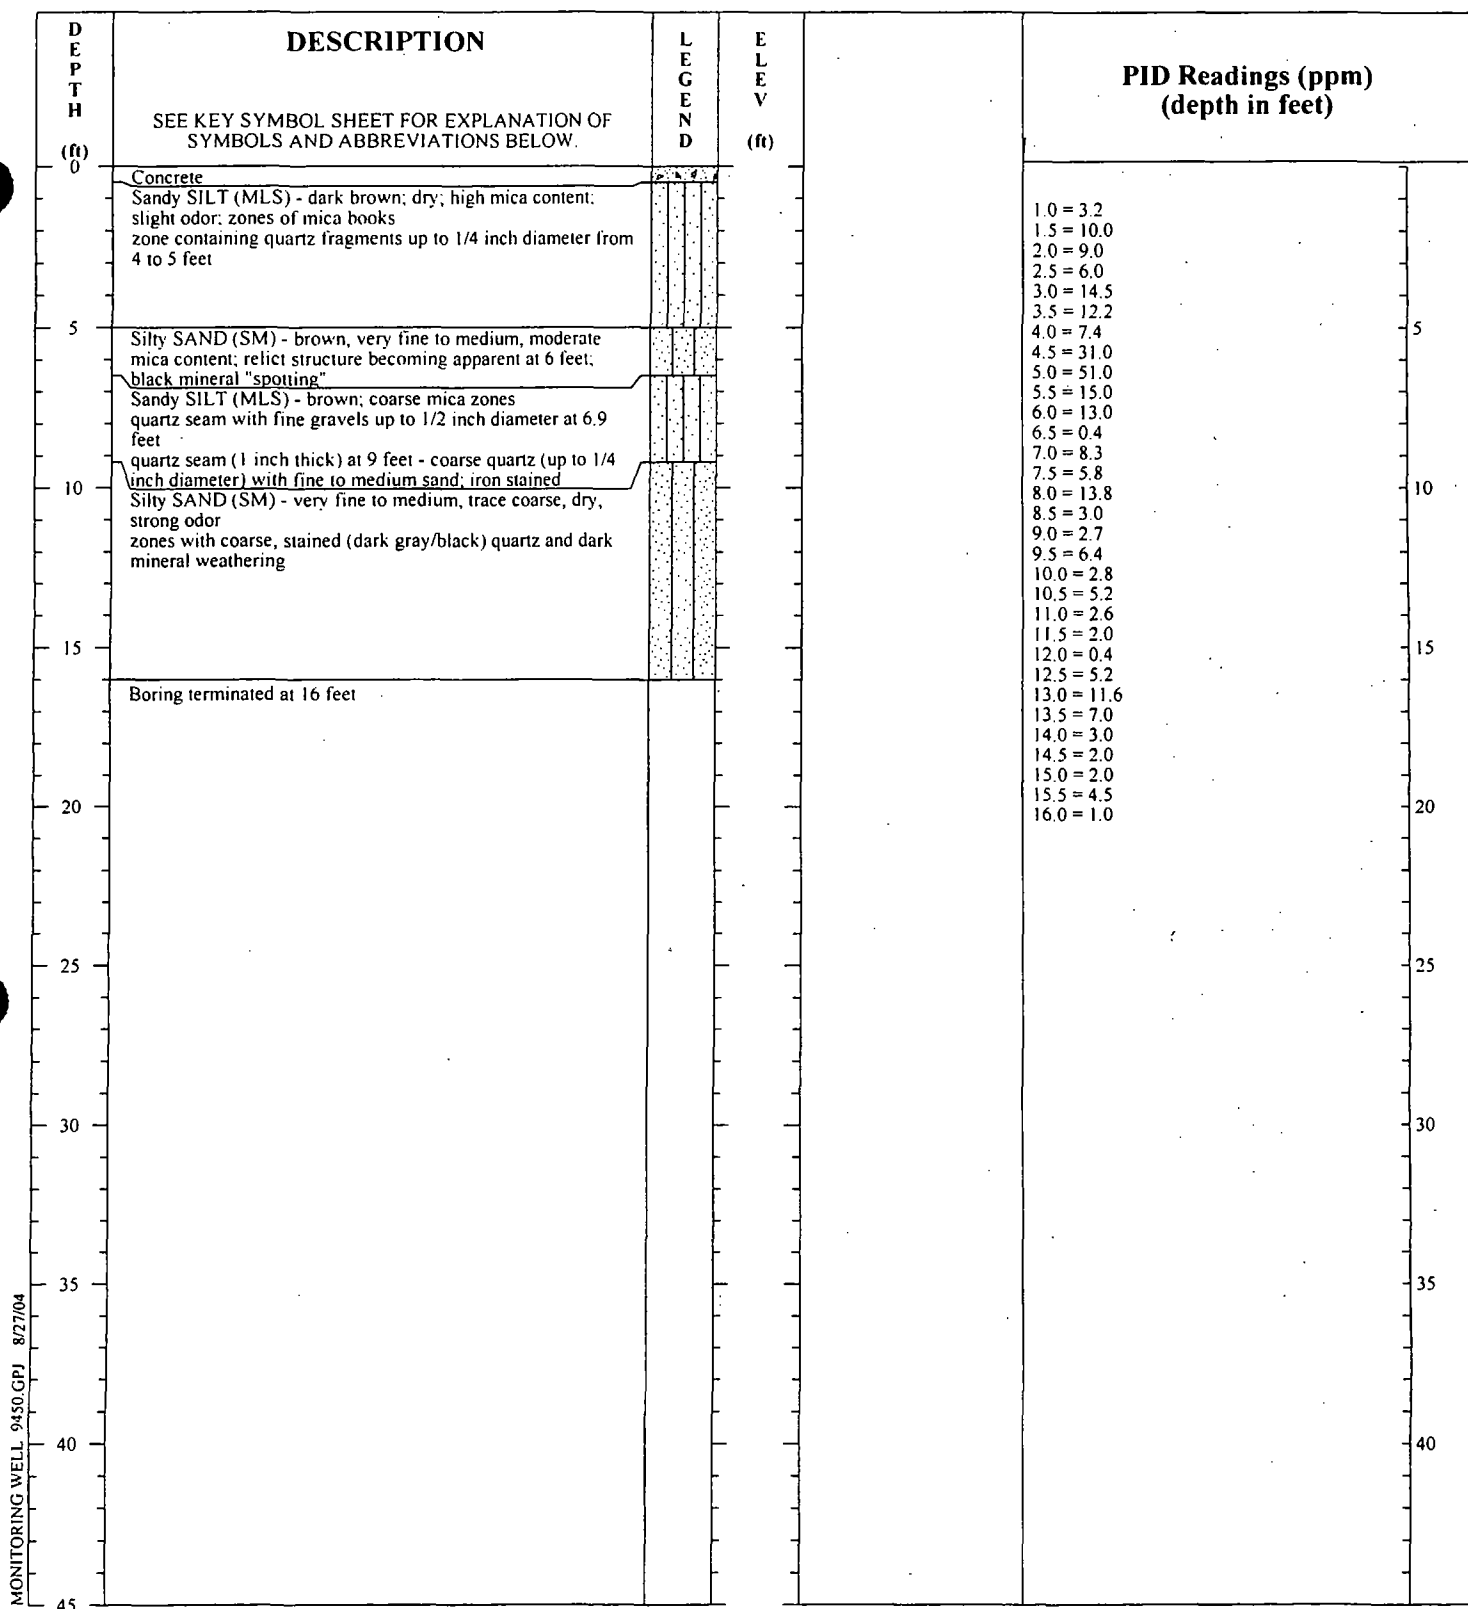 DEPTH
(ft)
DESCRIPTION
SEE KEY SYMBOL SHEET FOR EXPLANATION OF
SYMBOLS AND ABBREVIATIONS BELOW.
LEGEND
ELEV
(ft)
PID Readings (ppm)
(depth in feet)
0
Concrete
Sandy SILT (MLS) - dark brown; dry; high mica content;
slight odor; zones of mica books
zone containing quartz fragments up to 1/4 inch diameter from
4 to 5 feet
5
Silty SAND (SM) - brown, very fine to medium, moderate
mica content; relict structure becoming apparent at 6 feet;
black mineral "spotting"
Sandy SILT (MLS) - brown; coarse mica zones
quartz seam with fine gravels up to 1/2 inch diameter at 6.9
feet
quartz seam (1 inch thick) at 9 feet - coarse quartz (up to 1/4
inch diameter) with fine to medium sand; iron stained
10
Silty SAND (SM) - very fine to medium, trace coarse, dry,
strong odor
zones with coarse, stained (dark gray/black) quartz and dark
mineral weathering
15
Boring terminated at 16 feet
20
25
30
35
40
45
1.0 = 3.2
1.5 = 10.0
2.0 = 9.0
2.5 = 6.0
3.0 = 14.5
3.5 = 12.2
4.0 = 7.4
4.5 = 31.0
5.0 = 51.0
5.5 = 15.0
6.0 = 13.0
6.5 = 0.4
7.0 = 8.3
7.5 = 5.8
8.0 = 13.8
8.5 = 3.0
9.0 = 2.7
9.5 = 6.4
10.0 = 2.8
10.5 = 5.2
11.0 = 2.6
11.5 = 2.0
12.0 = 0.4
12.5 = 5.2
13.0 = 11.6
13.5 = 7.0
14.0 = 3.0
14.5 = 2.0
15.0 = 2.0
15.5 = 4.5
16.0 = 1.0
5
10
15
20
25
30
35
40
MONITORING WELL 9450.GPJ 8/27/04